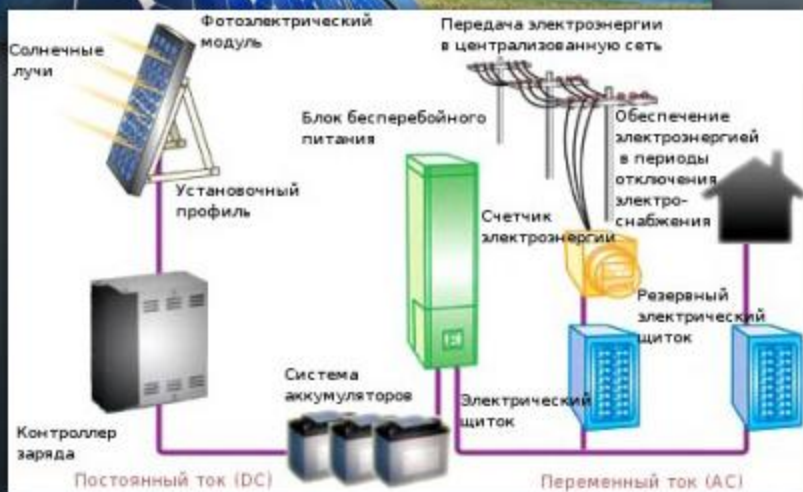 Солнечные
лучи
Фотоэлектрический
модуль
Передача электроэнергии
в централизованную сеть
Блок бесперебойного
питания
Обеспечение
электроэнергией
в периоды
отключения
электро-
снабжения
Установочный
профиль
Счетчик
электроэнергии
Резервный
электрический
щиток
Система
аккумуляторов
Электрический
щиток
Контроллер
заряда
Постоянный ток (DC)
Переменный ток (AC)